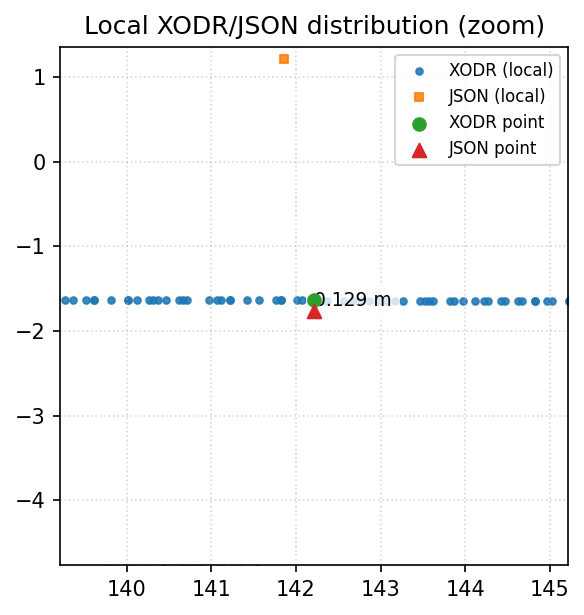 Local XODR/JSON distribution (zoom)
XODR (local)
JSON (local)
XODR point
JSON point
1
0
−1
−2
−3
−4
0.129 m
140
141
142
143
144
145